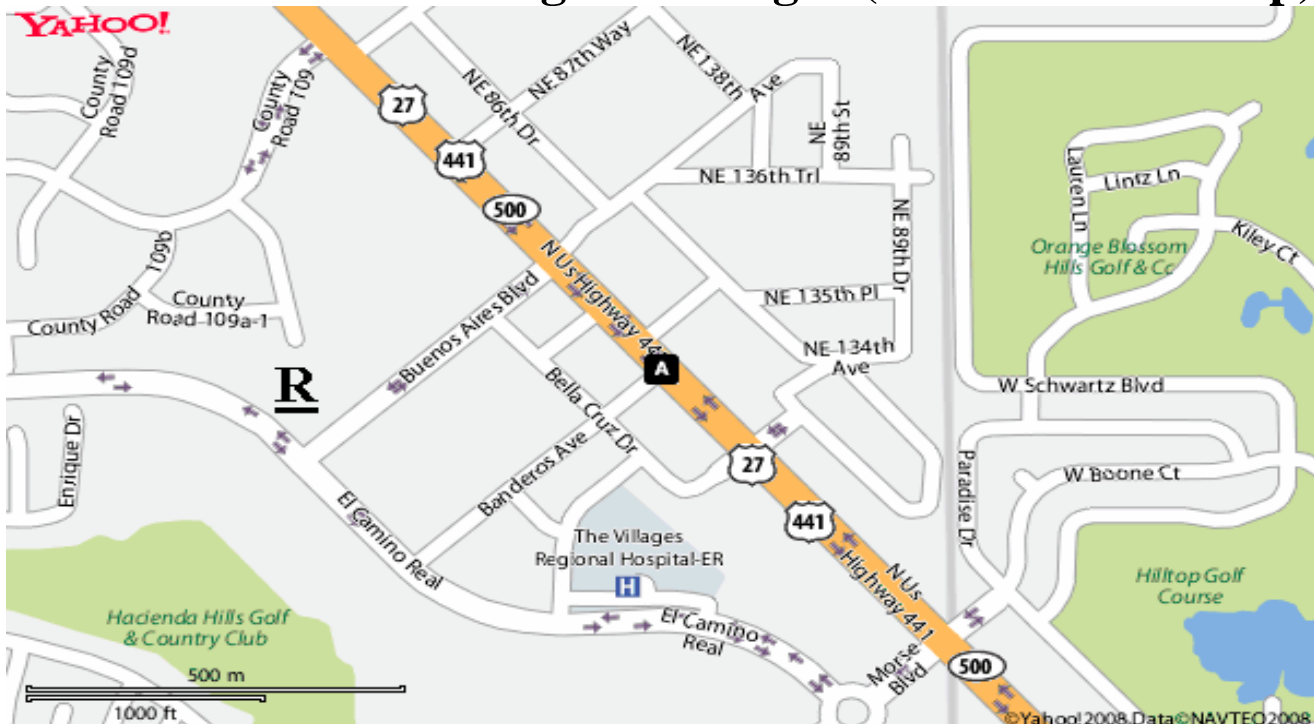 YAHOO!
County
Road 109d
County
Road 109
27
441
500
NE 86th Dr
NE 87th Way
NE 138th
Ave
NE
89th St
NE 136th Trl
NE 89th Dr
NE 135th Pl
NE 134th
Ave
Lauren Ln
Lintz Ln
Kiley Ct
Orange Blossom
Hills Golf & Cc
N Us Highway 441
County Road 109b
County
Road 109a-1
Buenos Aires Blvd
R
A
Bella Cruz Dr
Banderos Ave
Enrique Dr
El Camino Real
W Schwartz Blvd
Paradise Dr
W Boone Ct
27
441
N Us
Highway 441
The Villages
Regional Hospital-ER
H
Hilltop Golf
Course
Hacienda Hills Golf
& Country Club
El Camino
Real
Morse
Blvd
500
500 m
1000 ft
©Yahoo! 2008 Data©NAVTEQ2008